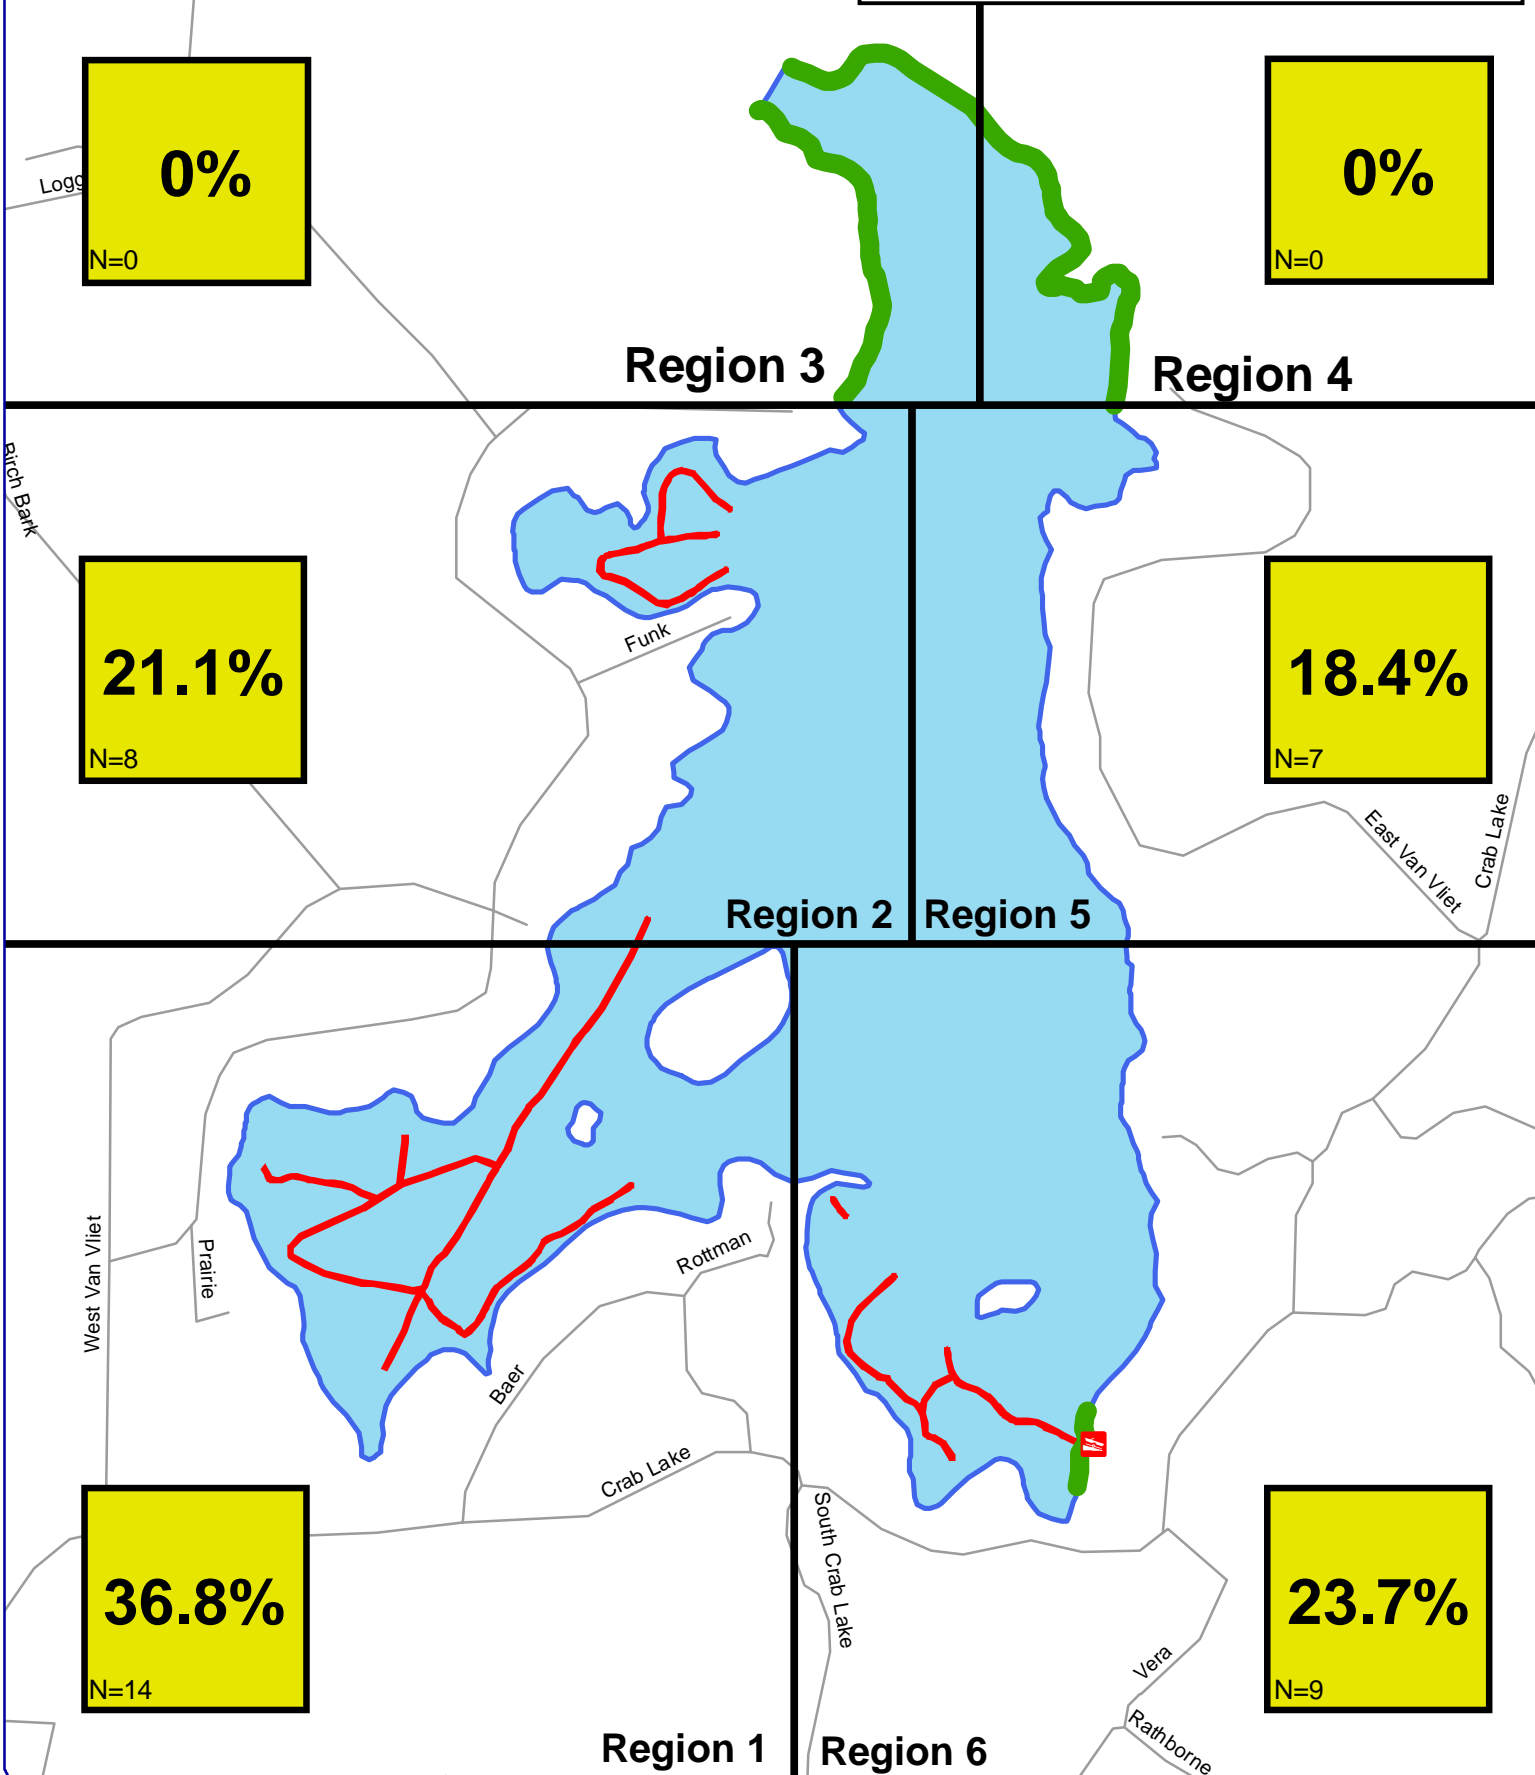 0%
N=0
0%
N=0
Logg
Region 3
Region 4
Birch Bark
21.1%
N=8
Funk
18.4%
N=7
East Van Vliet
Crab Lake
Region 2
Region 5
West Van Vliet
Prairie
Rottman
Baer
Crab Lake
South Crab Lake
36.8%
N=14
23.7%
N=9
Vera
Rathborne
Region 1
Region 6